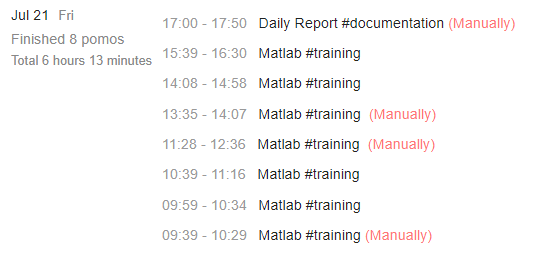 Jul 21 Fri
Finished 8 pomos
Total 6 hours 13 minutes
17:00 - 17:50 Daily Report #documentation (Manually)
15:39 - 16:30 Matlab #training
14:08 - 14:58 Matlab #training
13:35 - 14:07 Matlab #training (Manually)
11:28 - 12:36 Matlab #training (Manually)
10:39 - 11:16 Matlab #training
09:59 - 10:34 Matlab #training
09:39 - 10:29 Matlab #training (Manually)